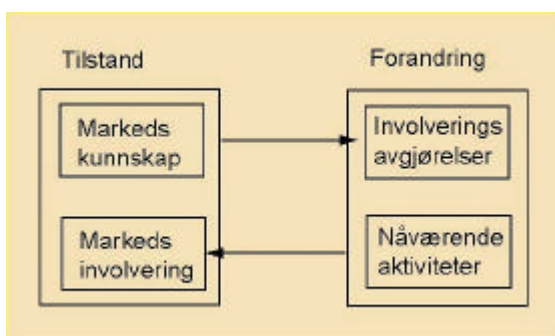 Tilstand
Markeds
kunnskap
Markeds
involvering
Forandring
Involverings
avgjørelser
Nåværende
aktiviteter